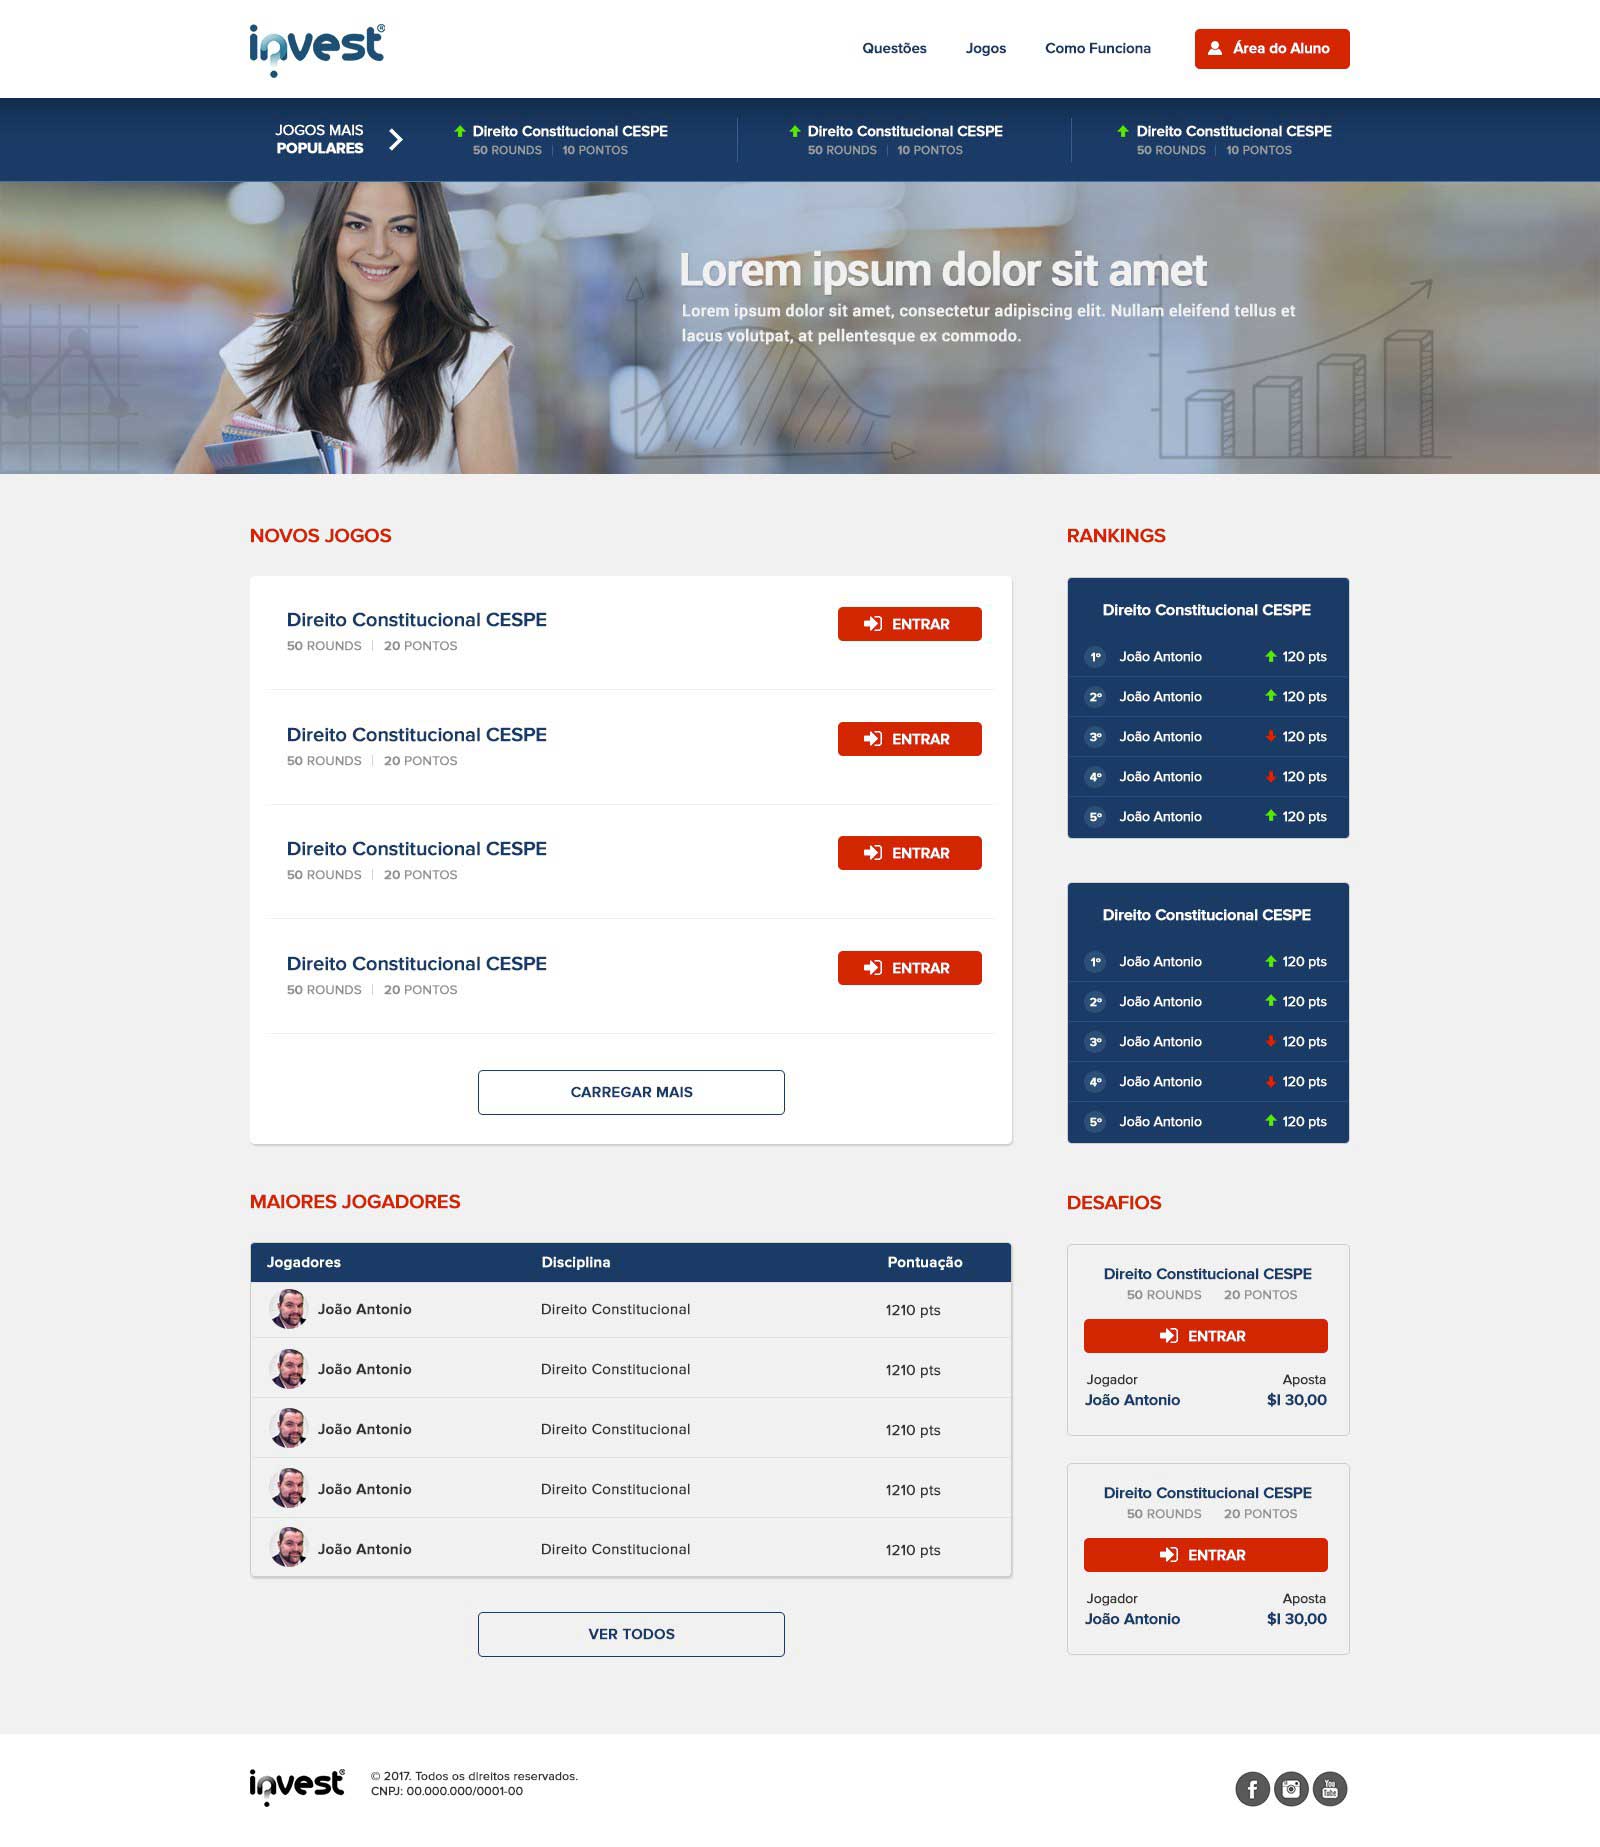 invest®
Questões
Jogos
Como Funciona
Área do Aluno
JOGOS MAIS
POPULARES
Direito Constitucional CESPE
50 ROUNDS | 10 PONTOS
Direito Constitucional CESPE
50 ROUNDS | 10 PONTOS
Direito Constitucional CESPE
50 ROUNDS | 10 PONTOS
Lorem ipsum dolor sit amet
Lorem ipsum dolor sit amet, consectetur adipiscing elit. Nullam eleifend tellus et
lacus volutpat, at pellentesque ex commodo.
NOVOS JOGOS
Direito Constitucional CESPE
50 ROUNDS | 20 PONTOS
ENTRAR
Direito Constitucional CESPE
50 ROUNDS | 20 PONTOS
ENTRAR
Direito Constitucional CESPE
50 ROUNDS | 20 PONTOS
ENTRAR
Direito Constitucional CESPE
50 ROUNDS | 20 PONTOS
ENTRAR
CARREGAR MAIS
RANKINGS
Direito Constitucional CESPE
1º João Antonio 120 pts
2º João Antonio 120 pts
3º João Antonio 120 pts
4º João Antonio 120 pts
5º João Antonio 120 pts
Direito Constitucional CESPE
1º João Antonio 120 pts
2º João Antonio 120 pts
3º João Antonio 120 pts
4º João Antonio 120 pts
5º João Antonio 120 pts
MAIORES JOGADORES
Jogadores Disciplina Pontuação
João Antonio Direito Constitucional 1210 pts
João Antonio Direito Constitucional 1210 pts
João Antonio Direito Constitucional 1210 pts
João Antonio Direito Constitucional 1210 pts
João Antonio Direito Constitucional 1210 pts
VER TODOS
DESAFIOS
Direito Constitucional CESPE
50 ROUNDS 20 PONTOS
ENTRAR
Jogador Aposta
João Antonio $I 30,00
Direito Constitucional CESPE
50 ROUNDS 20 PONTOS
ENTRAR
Jogador Aposta
João Antonio $I 30,00
invest®
© 2017. Todos os direitos reservados.
CNPJ: 00.000.000/0001-00
f
You
Tube